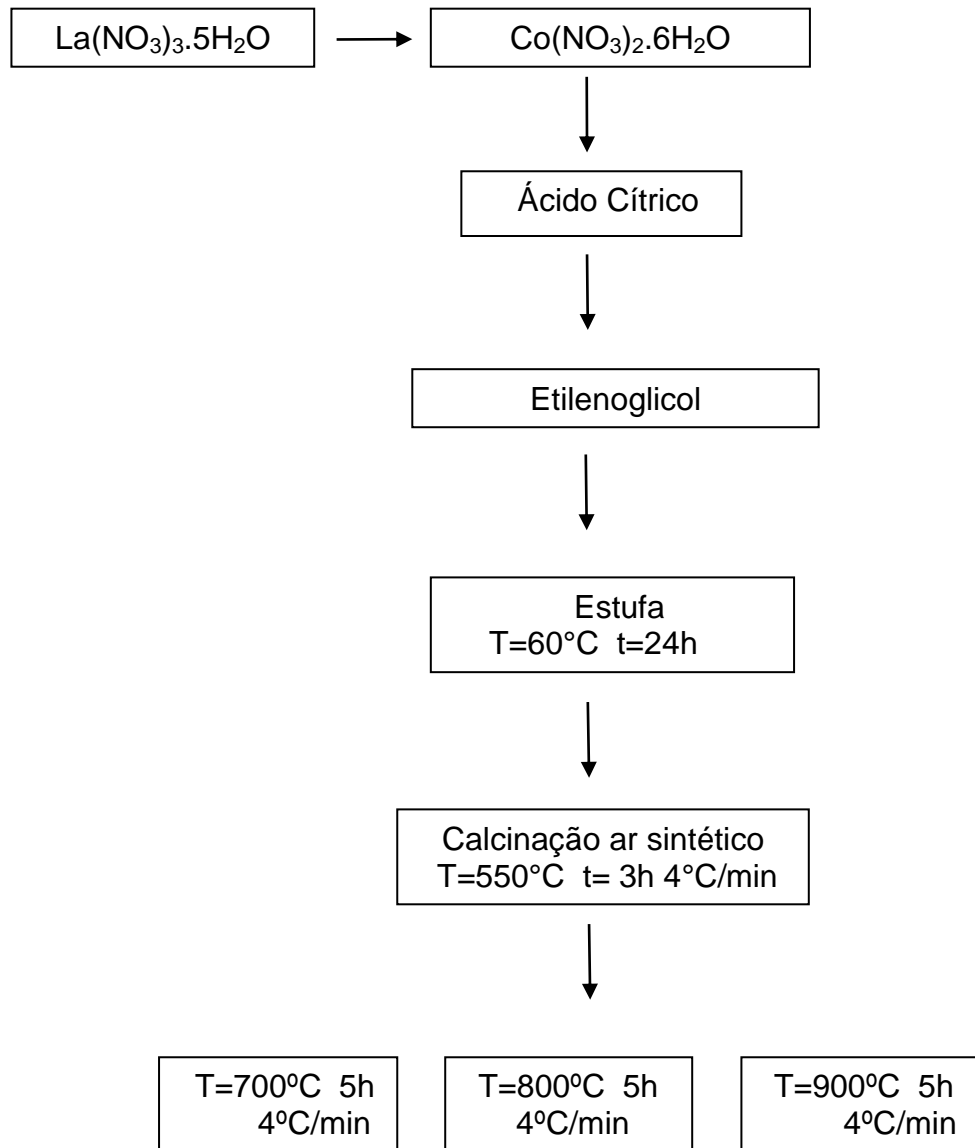 La(NO₃)₃.5H₂O
Co(NO₃)₂.6H₂O
Ácido Cítrico
Etilenoglicol
Estufa
T=60°C t=24h
Calcinação ar sintético
T=550°C t= 3h 4°C/min
T=700ºC 5h
4ºC/min
T=800ºC 5h
4ºC/min
T=900ºC 5h
4ºC/min